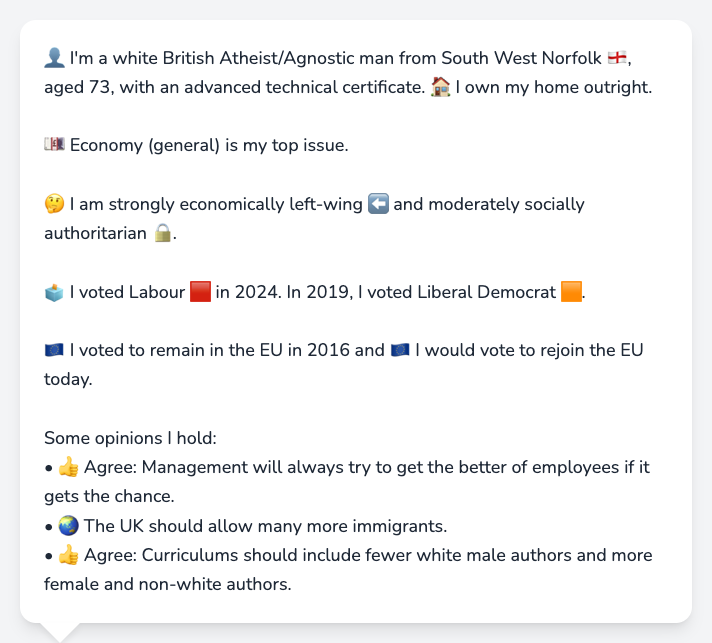 👤 I'm a white British Atheist/Agnostic man from South West Norfolk 🏴󠁧󠁢󠁥󠁮󠁧󠁿,
aged 73, with an advanced technical certificate. 🏠 I own my home outright.
💷 Economy (general) is my top issue.
🤔 I am strongly economically left-wing ⬅️ and moderately socially
authoritarian 🔒.
🗳️ I voted Labour 🟥 in 2024. In 2019, I voted Liberal Democrat 🟧.
🇪🇺 I voted to remain in the EU in 2016 and 🇪🇺 I would vote to rejoin the EU
today.
Some opinions I hold:
• 👍 Agree: Management will always try to get the better of employees if it
gets the chance.
• 🌏 The UK should allow many more immigrants.
• 👍 Agree: Curriculums should include fewer white male authors and more
female and non-white authors.